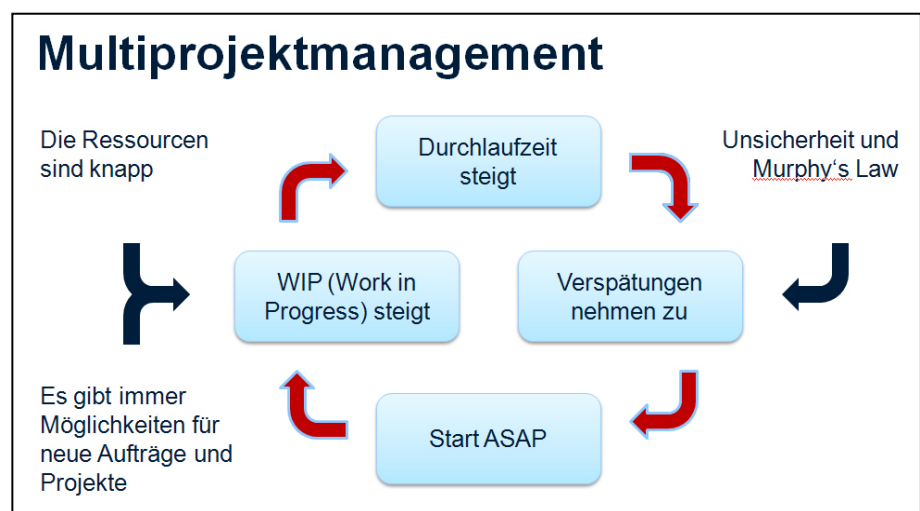 Multiprojektmanagement
Die Ressourcen
sind knapp
Durchlaufzeit
steigt
Unsicherheit und
Murphy‘s Law
WIP (Work in
Progress) steigt
Verspätungen
nehmen zu
Es gibt immer
Möglichkeiten für
neue Aufträge und
Projekte
Start ASAP